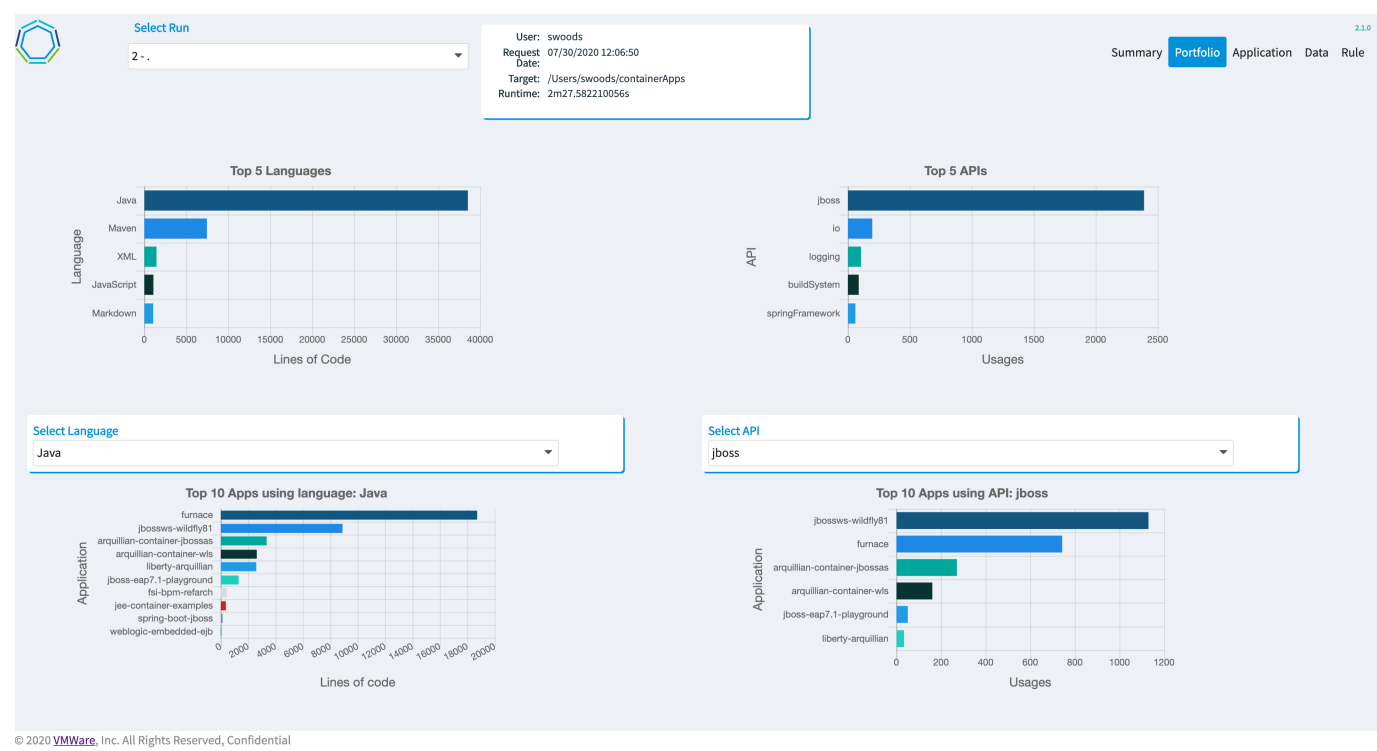 Select Run
2 - .
User: swoods
Request Date: 07/30/2020 12:06:50
Target: /Users/swoods/containerApps
Runtime: 2m27.582210056s
2.1.0
Summary Portfolio Application Data Rule
Top 5 Languages
Language
Java
Maven
XML
JavaScript
Markdown
0 5000 10000 15000 20000 25000 30000 35000 40000
Lines of Code
Top 5 APIs
API
jboss
io
logging
buildSystem
springFramework
0 500 1000 1500 2000 2500
Usages
Select Language
Java
Select API
jboss
Top 10 Apps using language: Java
Application
furnace
jbossws-wildfly81
arquillian-container-jbossas
arquillian-container-wls
liberty-arquillian
jboss-eap7.1-playground
fsi-bpm-refarch
jee-container-examples
spring-boot-jboss
weblogic-embedded-ejb
0 2000 4000 6000 8000 10000 12000 14000 16000 18000 20000
Lines of code
Top 10 Apps using API: jboss
Application
jbossws-wildfly81
furnace
arquillian-container-jbossas
arquillian-container-wls
jboss-eap7.1-playground
liberty-arquillian
0 200 400 600 800 1000 1200
Usages
© 2020 VMWare, Inc. All Rights Reserved, Confidential